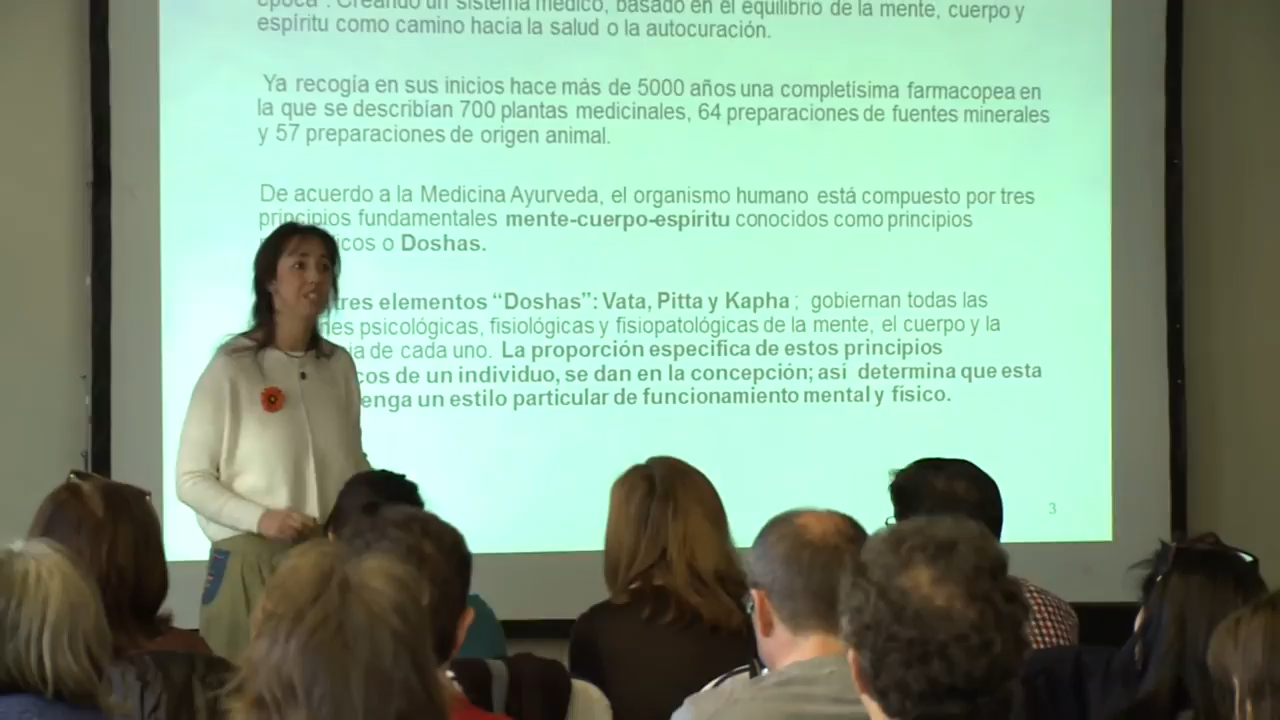 época . Creando un sistema médico, basado en el equilibrio de la mente, cuerpo y
espíritu como camino hacia la salud o la autocuración.
Ya recogía en sus inicios hace más de 5000 años una completísima farmacopea en
la que se describían 700 plantas medicinales, 64 preparaciones de fuentes minerales
y 57 preparaciones de origen animal.
De acuerdo a la Medicina Ayurveda, el organismo humano está compuesto por tres
principios fundamentales mente-cuerpo-espíritu conocidos como principios
icos o Doshas.
tres elementos “Doshas”: Vata, Pitta y Kapha ; gobiernan todas las
nes psicológicas, fisiológicas y fisiopatológicas de la mente, el cuerpo y la
ia de cada uno. La proporción especifica de estos principios
cos de un individuo, se dan en la concepción; así determina que esta
enga un estilo particular de funcionamiento mental y físico.
3